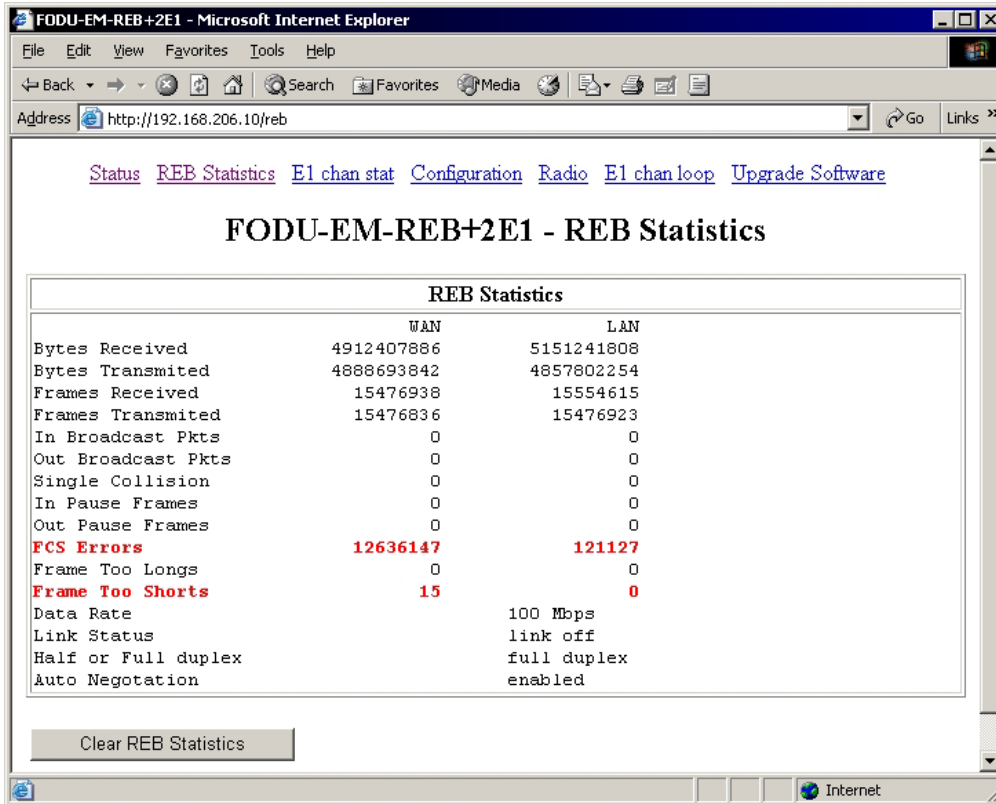 FODU-EM-REB+2E1 - Microsoft Internet Explorer
File Edit View Favorites Tools Help
Back Search Favorites Media
Address http://192.168.206.10/reb Go Links »
Status REB Statistics E1 chan stat Configuration Radio E1 chan loop Upgrade Software
FODU-EM-REB+2E1 - REB Statistics
REB Statistics
WAN LAN
Bytes Received 4912407886 5151241808
Bytes Transmited 4888693842 4857802254
Frames Received 15476938 15554615
Frames Transmited 15476836 15476923
In Broadcast Pkts 0 0
Out Broadcast Pkts 0 0
Single Collision 0 0
In Pause Frames 0 0
Out Pause Frames 0 0
FCS Errors 12636147 121127
Frame Too Longs 0 0
Frame Too Shorts 15 0
Data Rate 100 Mbps
Link Status link off
Half or Full duplex full duplex
Auto Negotation enabled
Clear REB Statistics
Internet